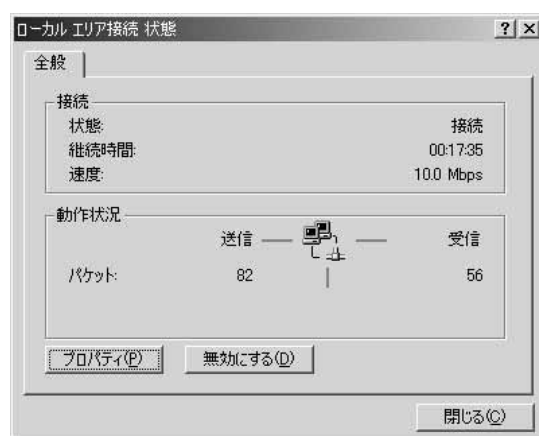 ローカル エリア接続 状態
全般
接続
状態: 接続
継続時間: 00:17:35
速度: 10.0 Mbps
動作状況
送信 受信
パケット: 82 56
プロパティ(P) 無効にする(D)
閉じる(C)